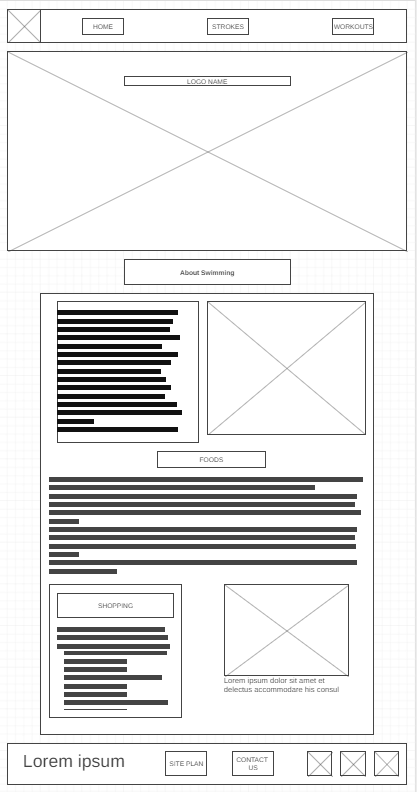 HOME STROKES WORKOUTS
LOGO NAME
About Swimming
FOODS
SHOPPING
Lorem ipsum dolor sit amet et
delectus accommodare his consul
Lorem ipsum
SITE PLAN
CONTACT
US